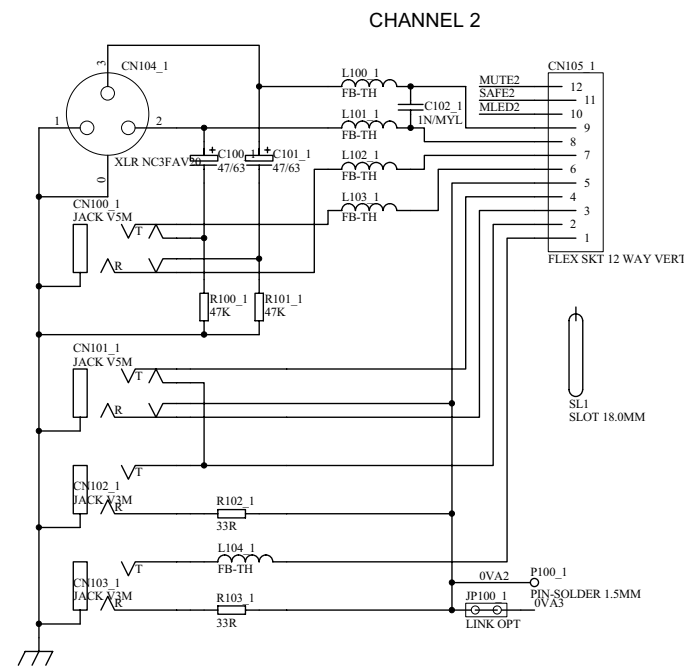 CHANNEL 2
CN104_1
3
1
2
0
XLR NC3FAV20
L100_1
FB-TH
L101_1
FB-TH
C102_1
1N/MYL
L102_1
FB-TH
L103_1
FB-TH
C100_1
47/63
C101_1
47/63
CN105_1
MUTE2
SAFE2
MLED2
12
11
10
9
8
7
6
5
4
3
2
1
FLEX SKT 12 WAY VERT
CN100_1
JACK V5M
T
R
R100_1
47K
R101_1
47K
CN101_1
JACK V5M
T
R
SL1
SLOT 18.0MM
CN102_1
JACK V3M
T
R
R102_1
33R
CN103_1
JACK V3M
T
R
L104_1
FB-TH
R103_1
33R
0VA2
P100_1
PIN-SOLDER 1.5MM
JP100_1
0VA3
LINK OPT